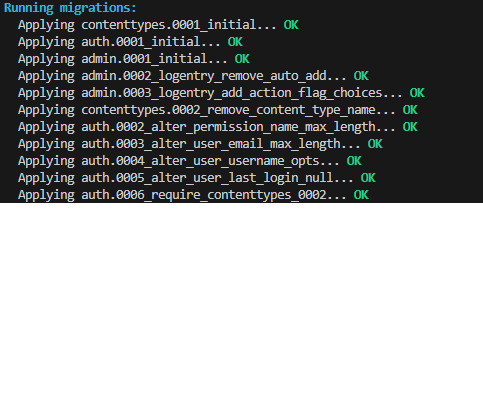 Running migrations:
  Applying contenttypes.0001_initial... OK
  Applying auth.0001_initial... OK
  Applying admin.0001_initial... OK
  Applying admin.0002_logentry_remove_auto_add... OK
  Applying admin.0003_logentry_add_action_flag_choices... OK
  Applying contenttypes.0002_remove_content_type_name... OK
  Applying auth.0002_alter_permission_name_max_length... OK
  Applying auth.0003_alter_user_email_max_length... OK
  Applying auth.0004_alter_user_username_opts... OK
  Applying auth.0005_alter_user_last_login_null... OK
  Applying auth.0006_require_contenttypes_0002... OK